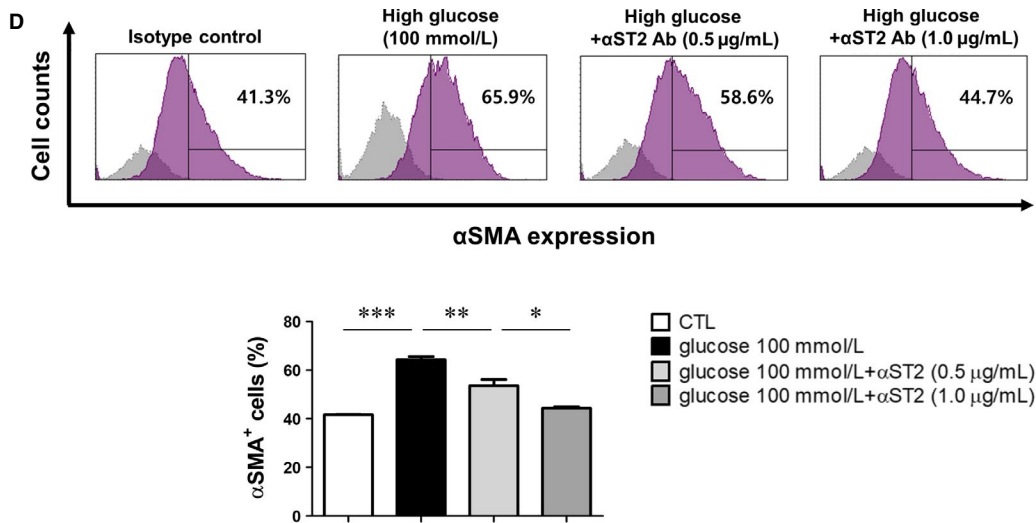 D
Isotype control
High glucose
(100 mmol/L)
High glucose
+αST2 Ab (0.5 µg/mL)
High glucose
+αST2 Ab (1.0 µg/mL)
Cell counts
41.3%
65.9%
58.6%
44.7%
αSMA expression
αSMA+ cells (%)
80
60
40
20
0
***
**
*
CTL
glucose 100 mmol/L
glucose 100 mmol/L+αST2 (0.5 µg/mL)
glucose 100 mmol/L+αST2 (1.0 µg/mL)